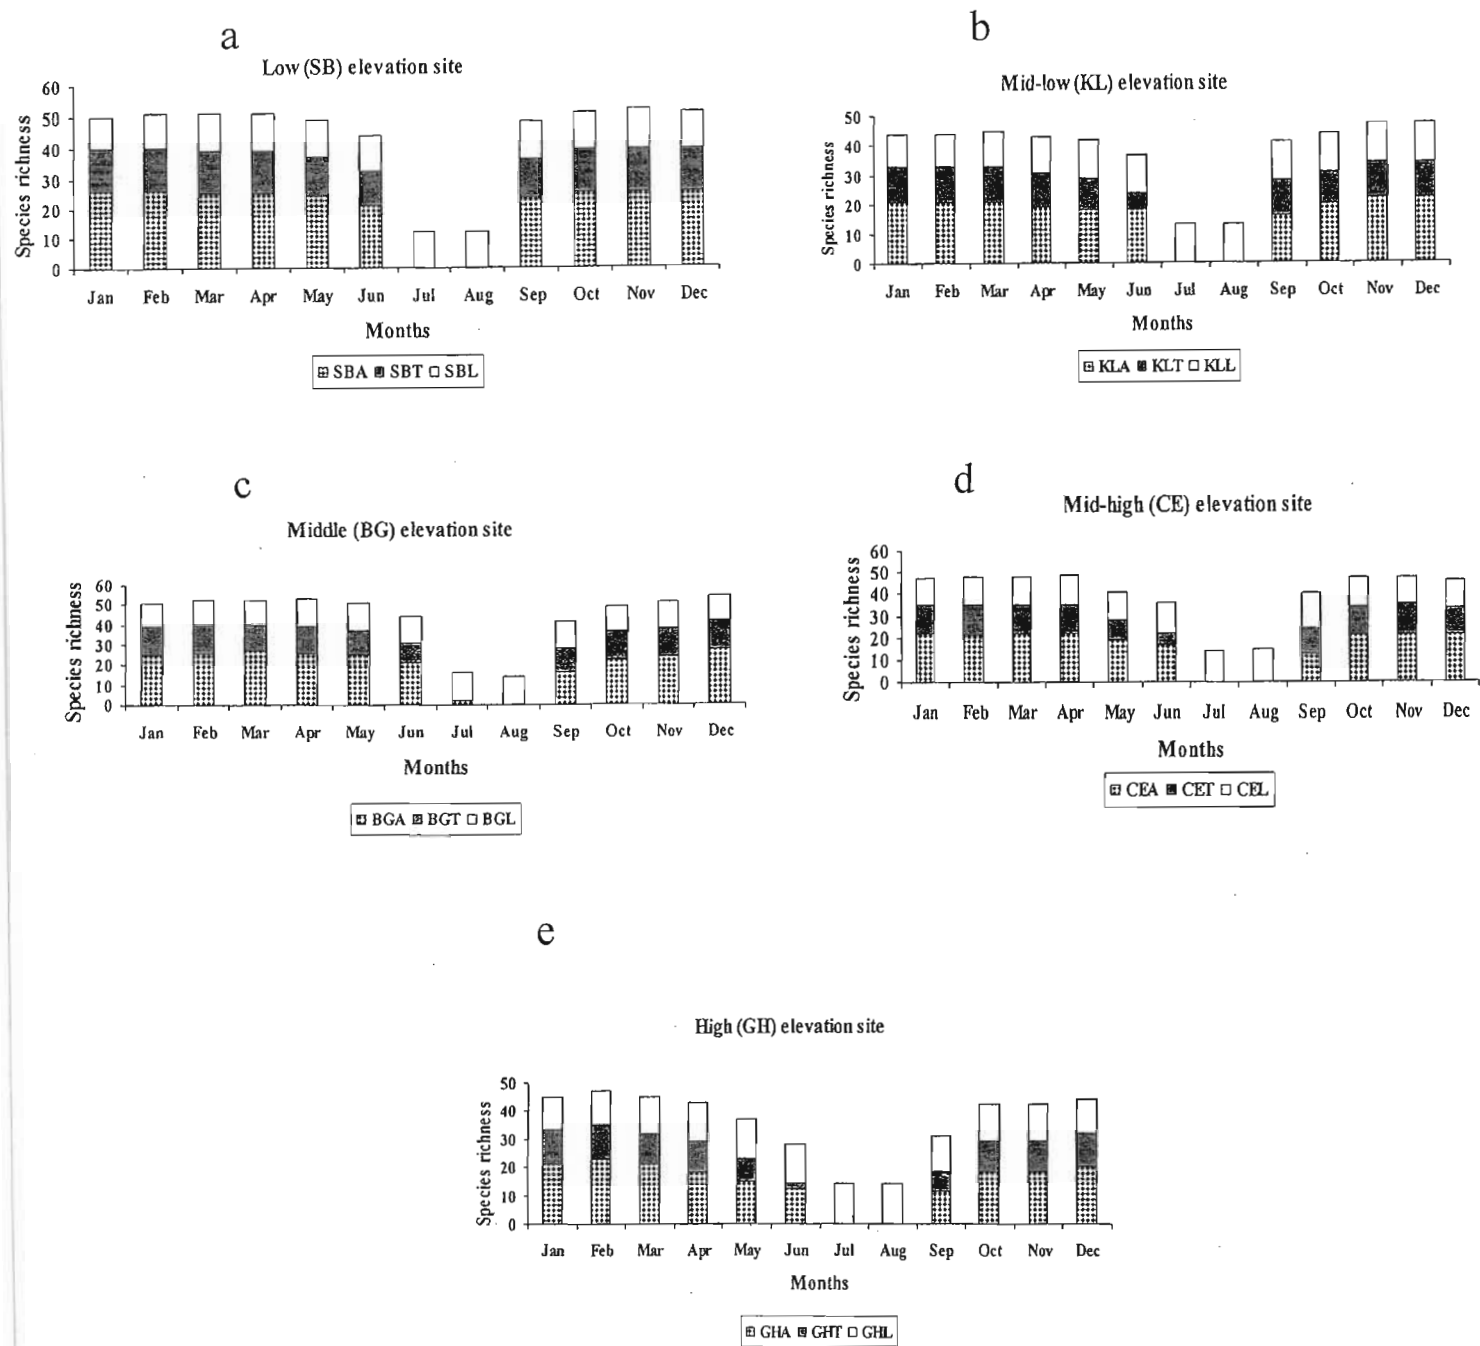 a
Low (SB) elevation site
60
50
40
30
20
10
0
Species richness
Jan Feb Mar Apr May Jun Jul Aug Sep Oct Nov Dec
Months
SBA SBT SBL
b
Mid-low (KL) elevation site
50
40
30
20
10
0
Species richness
Jan Feb Mar Apr May Jun Jul Aug Sep Oct Nov Dec
Months
KLA KLT KLL
c
Middle (BG) elevation site
60
50
40
30
20
10
0
Species richness
Jan Feb Mar Apr May Jun Jul Aug Sep Oct Nov Dec
Months
BGA BGT BGL
d
Mid-high (CE) elevation site
60
50
40
30
20
10
0
Species richness
Jan Feb Mar Apr May Jun Jul Aug Sep Oct Nov Dec
Months
CEA CET CEL
e
High (GH) elevation site
50
40
30
20
10
0
Species richness
Jan Feb Mar Apr May Jun Jul Aug Sep Oct Nov Dec
Months
GHA GHT GHL